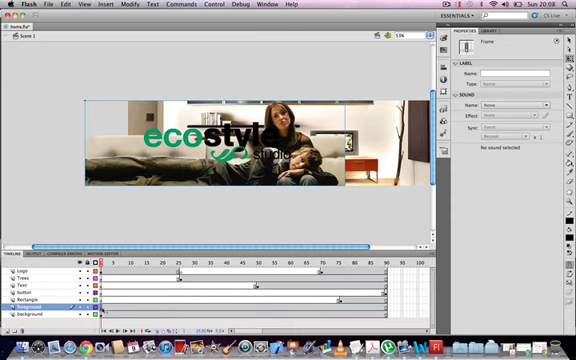 Flash File Edit View Insert Modify Text Commands Control Debug Window Help
Sun 20:08
ESSENTIALS
CS Live
home.fla*
Scene 1
53%
PROPERTIES LIBRARY
Frame
LABEL
Name:
Type: Name
SOUND
Name: None
Effect: None
Sync: Event
Repeat
1
No sound selected
ecostyle
studio
TIMELINE COMPILER ERRORS MOTION EDITOR
5 10 15 20 25 30 35 40 45 50 55 60 65 70 75 80 85 90 95 100
Logo
Trees
Text
button
Rectangle
foreground
background